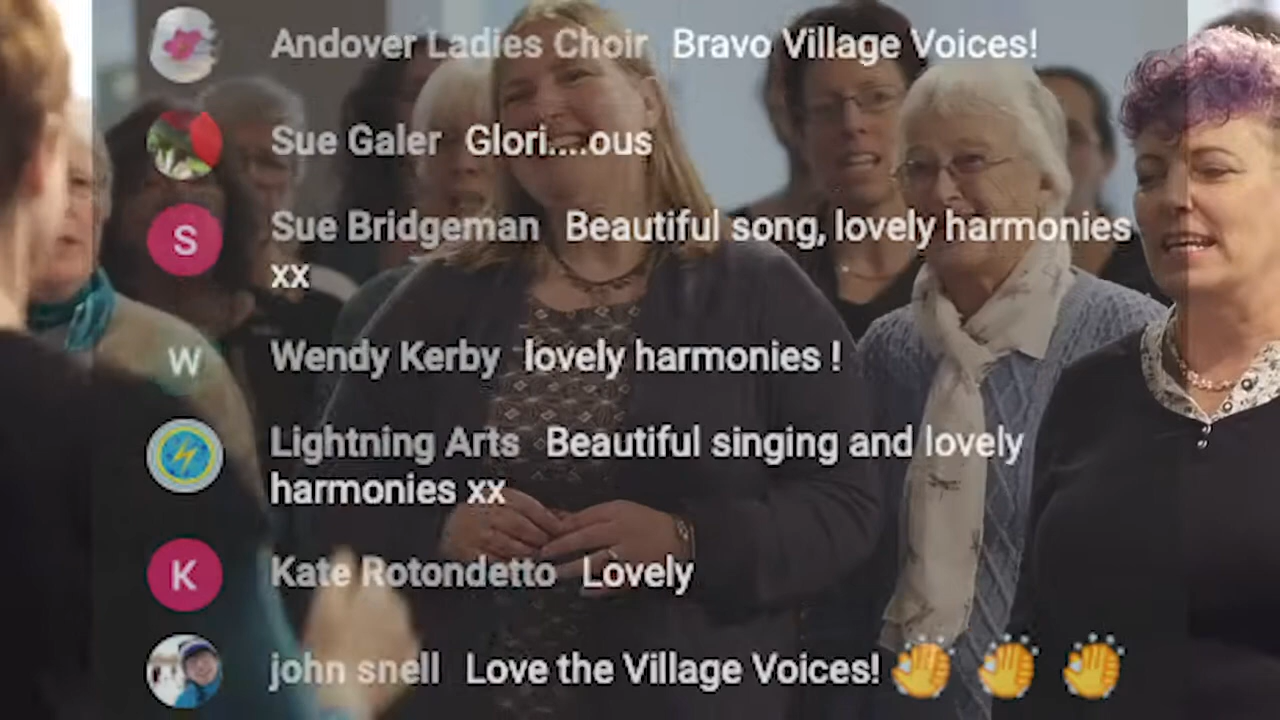 Andover Ladies Choir Bravo Village Voices!
Sue Galer Glori....ous
S Sue Bridgeman Beautiful song, lovely harmonies
xx
W Wendy Kerby lovely harmonies !
Lightning Arts Beautiful singing and lovely
harmonies xx
K Kate Rotondetto Lovely
john snell Love the Village Voices! 👏 👏 👏